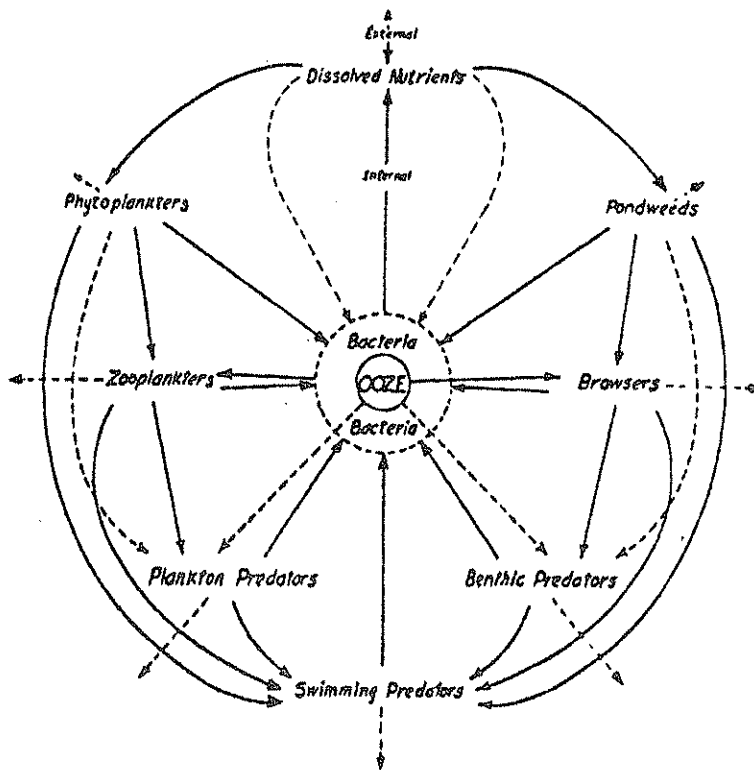 External
Dissolved Nutrients
Internal
Phytoplankters
Pondweeds
Bacteria
Zooplankters
OOZE
Browsers
Bacteria
Plankton Predators
Benthic Predators
Swimming Predators